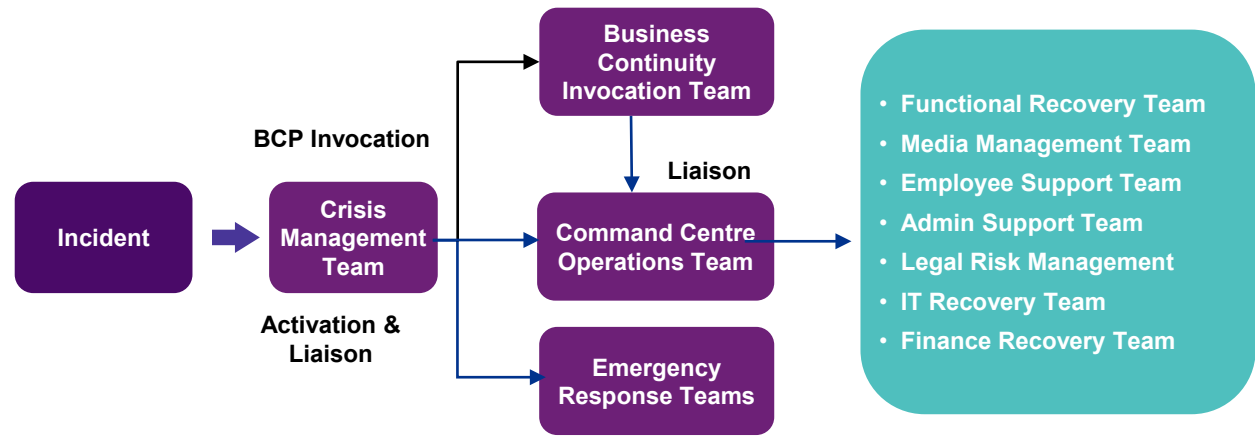 Incident
BCP Invocation
Crisis
Management
Team
Activation &
Liaison
Business
Continuity
Invocation Team
Liaison
Command Centre
Operations Team
Emergency
Response Teams
• Functional Recovery Team
• Media Management Team
• Employee Support Team
• Admin Support Team
• Legal Risk Management
• IT Recovery Team
• Finance Recovery Team